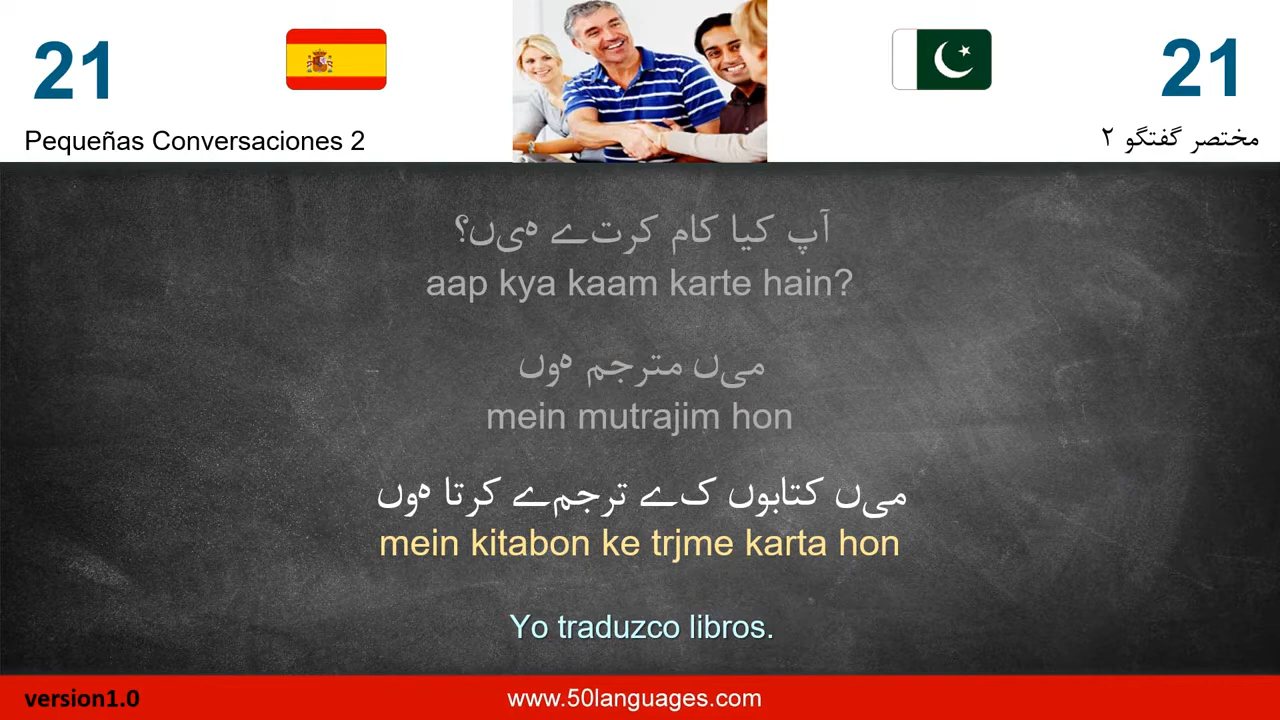 21
21
Pequeñas Conversaciones 2
مختصر گفتگو ۲
آپ کیا کام کرتے ہیں؟
aap kya kaam karte hain?
میں مترجم ہوں
mein mutrajim hon
میں کتابوں کے ترجمے کرتا ہوں
mein kitabon ke trjme karta hon
Yo traduzco libros.
version1.0
www.50languages.com